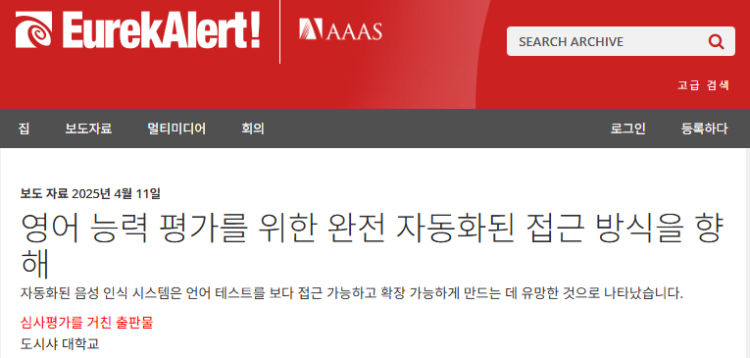 EurekAlert! AAAS
SEARCH ARCHIVE
고급 검색
집 보도자료 멀티미디어 회의 로그인 등록하다
보도 자료 2025년 4월 11일
영어 능력 평가를 위한 완전 자동화된 접근 방식을 향
해
자동화된 음성 인식 시스템은 언어 테스트를 보다 접근 가능하고 확장 가능하게 만드는 데 유망한 것으로 나타났습니다.
심사평가를 거친 출판물
도시샤 대학교